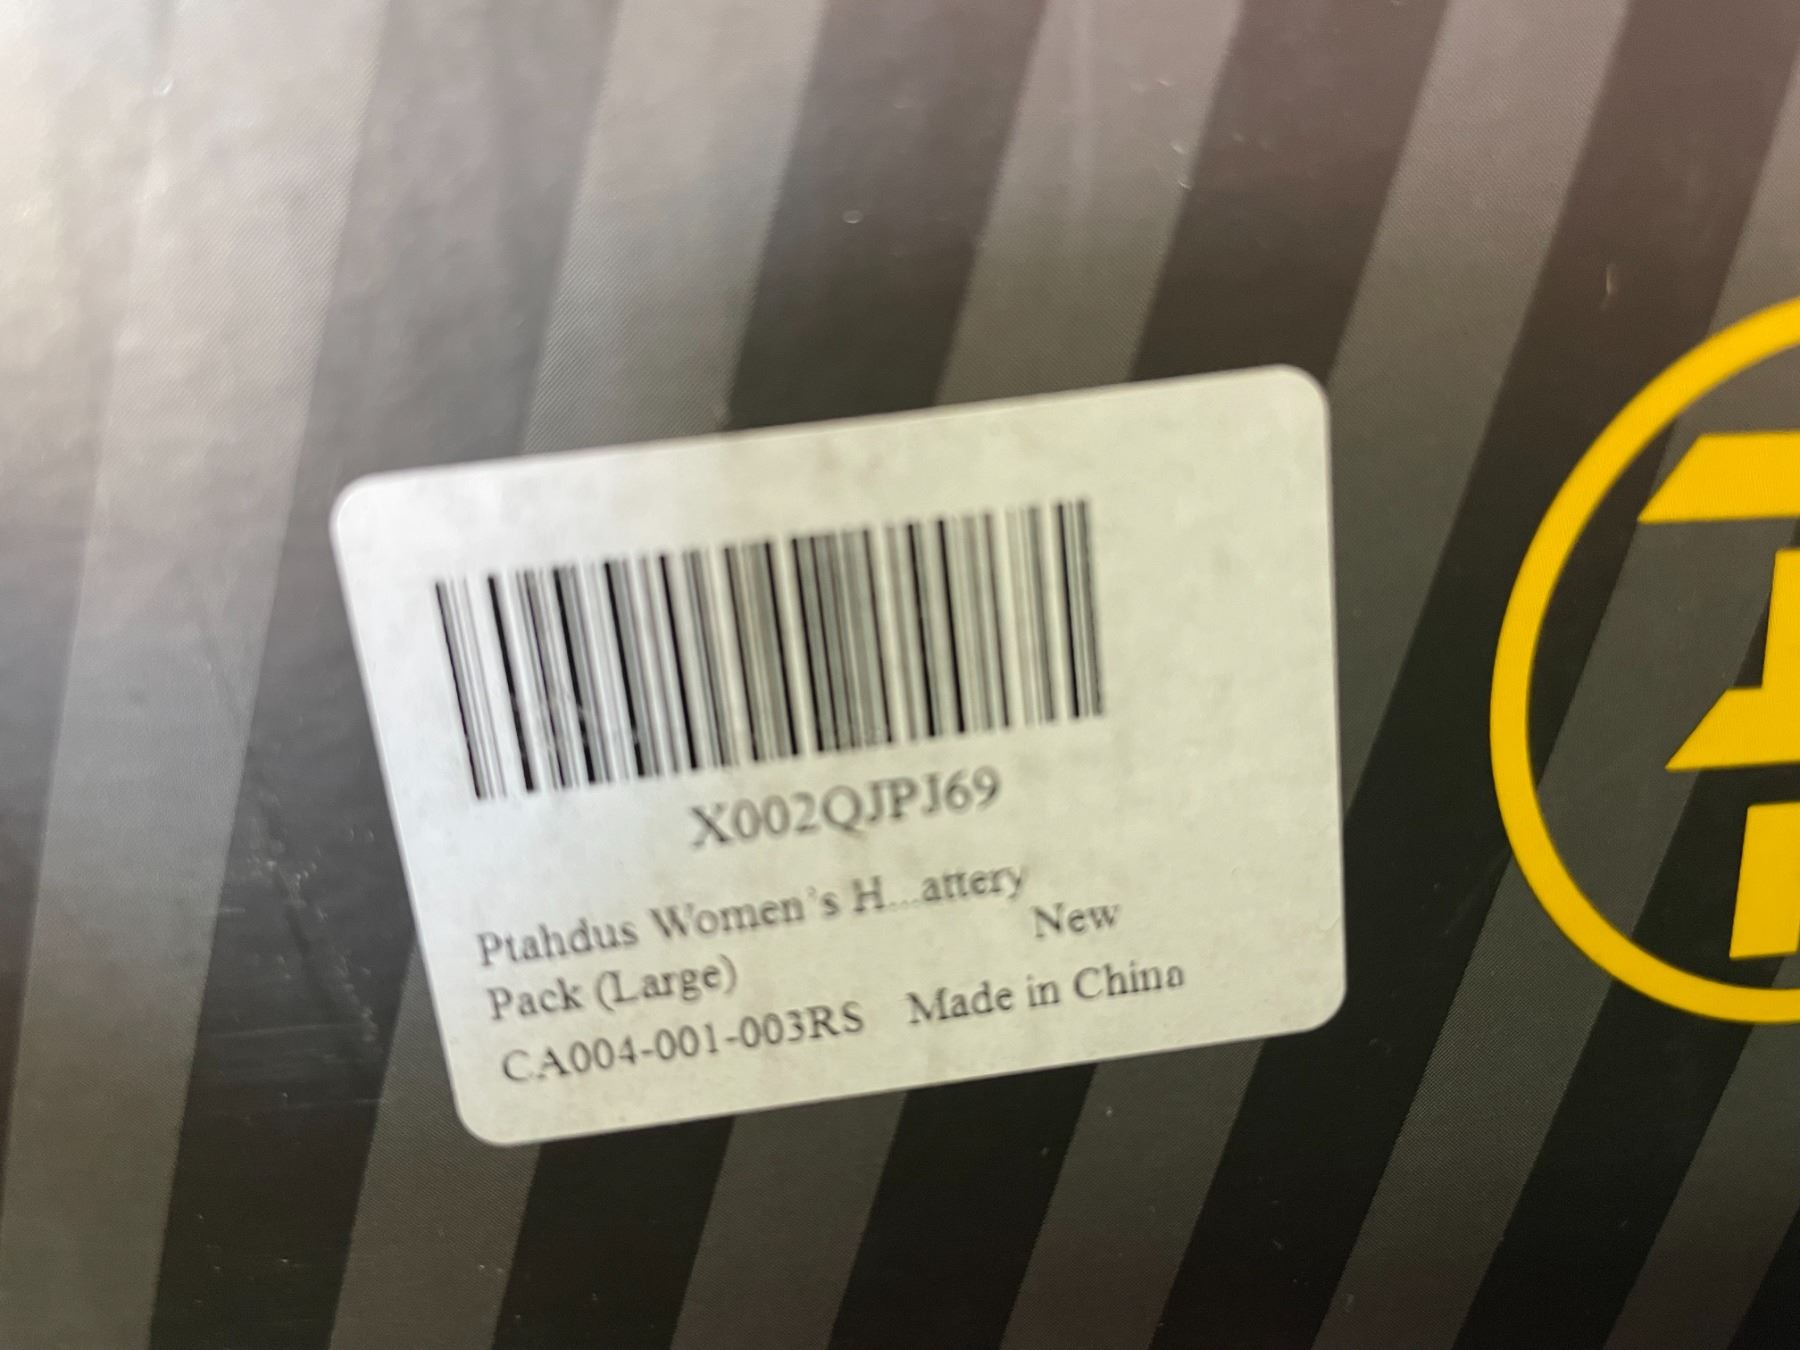 X002QJPJ69
Ptahdus Women's H...attery
Pack (Large)
New
CA004-001-003RS Made in China